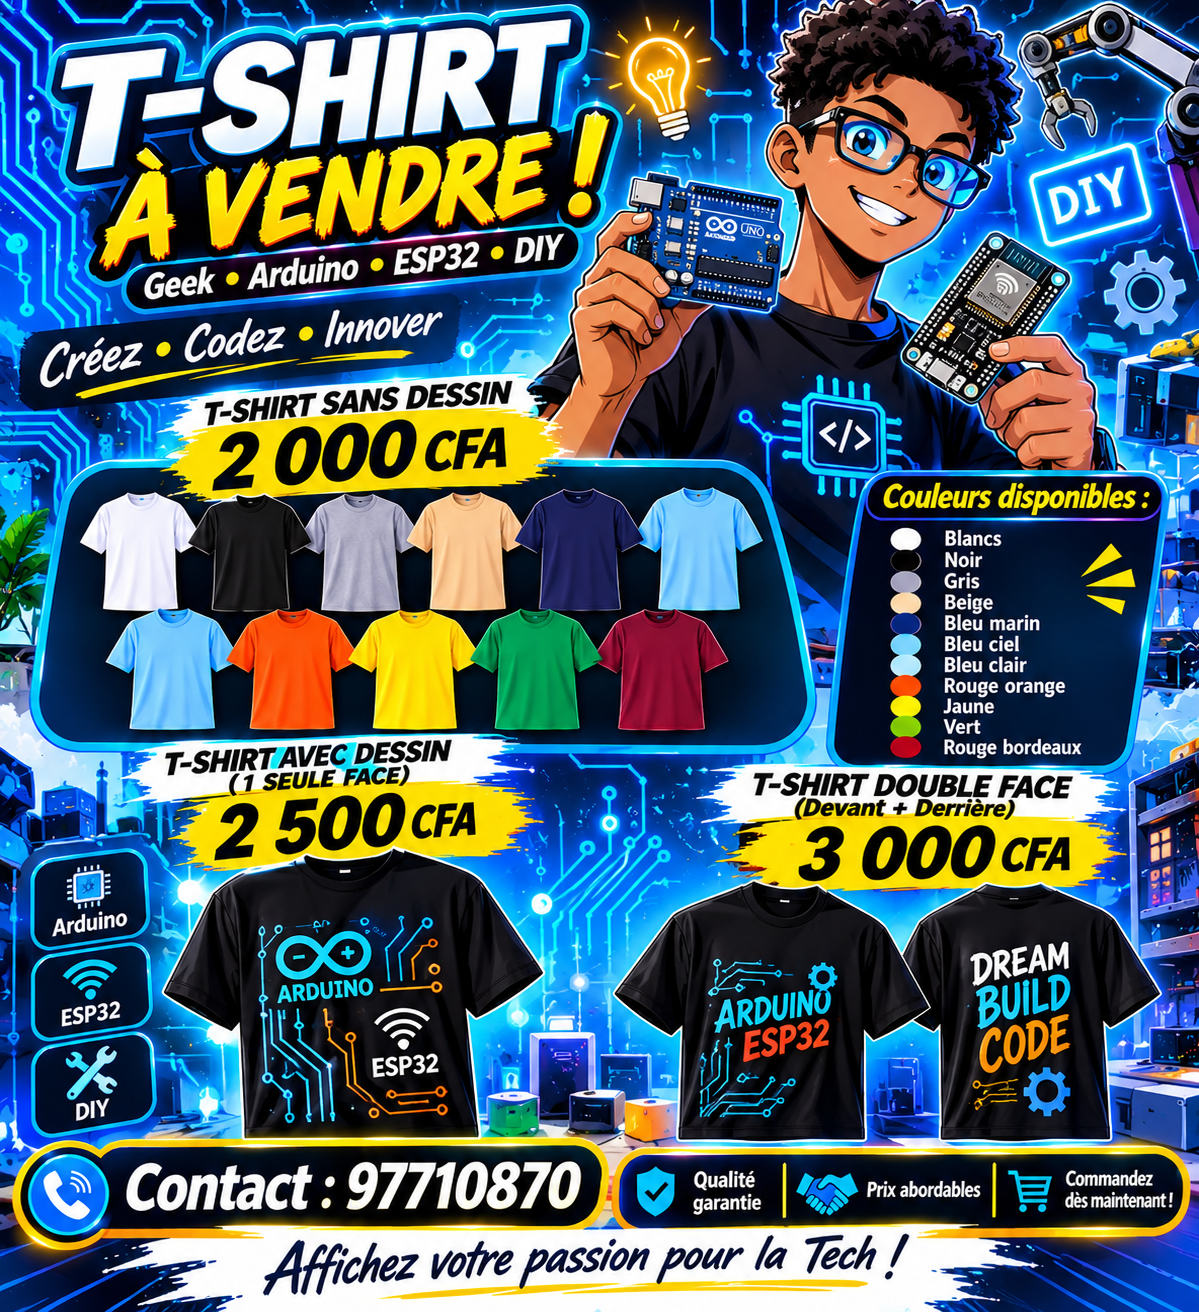 T-SHIRT
À VENDRE !
Geek • Arduino • ESP32 • DIY
Créez • Codez • Innover
DIY
ARDUINO
UNO
</>
T-SHIRT SANS DESSIN
2 000 CFA
Couleurs disponibles :
Blancs
Noir
Gris
Beige
Bleu marin
Bleu ciel
Bleu clair
Rouge orange
Jaune
Vert
Rouge bordeaux
T-SHIRT AVEC DESSIN
(1 SEULE FACE)
2 500 CFA
T-SHIRT DOUBLE FACE
(Devant + Derrière)
3 000 CFA
Arduino
ESP32
DIY
ARDUINO
ESP32
ARDUINO
ESP32
DREAM
BUiLD
CODE
Contact : 97710870
Qualité
garantie
Prix abordables
Commandez
dès maintenant !
Affichez votre passion pour la Tech !